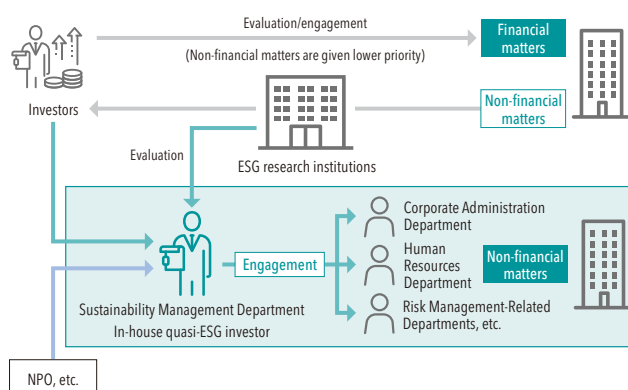 Evaluation/engagement
(Non-financial matters are given lower priority)
Financial
matters
Investors
Non-financial
matters
ESG research institutions
Evaluation
Corporate Administration
Department
Engagement
Human
Resources
Department
Non-financial
matters
Sustainability Management Department
In-house quasi-ESG investor
Risk Management-Related
Departments, etc.
NPO, etc.